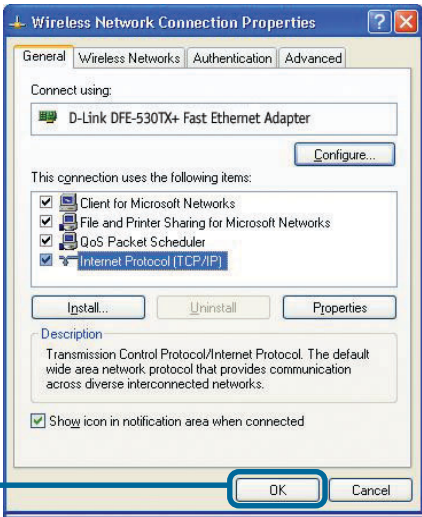 Wireless Network Connection Properties
General Wireless Networks Authentication Advanced
Connect using:
D-Link DFE-530TX+ Fast Ethernet Adapter
Configure...
This connection uses the following items:
Client for Microsoft Networks
File and Printer Sharing for Microsoft Networks
QoS Packet Scheduler
Internet Protocol (TCP/IP)
Install... Uninstall Properties
Description
Transmission Control Protocol/Internet Protocol. The default
wide area network protocol that provides communication
across diverse interconnected networks.
Show icon in notification area when connected
OK Cancel